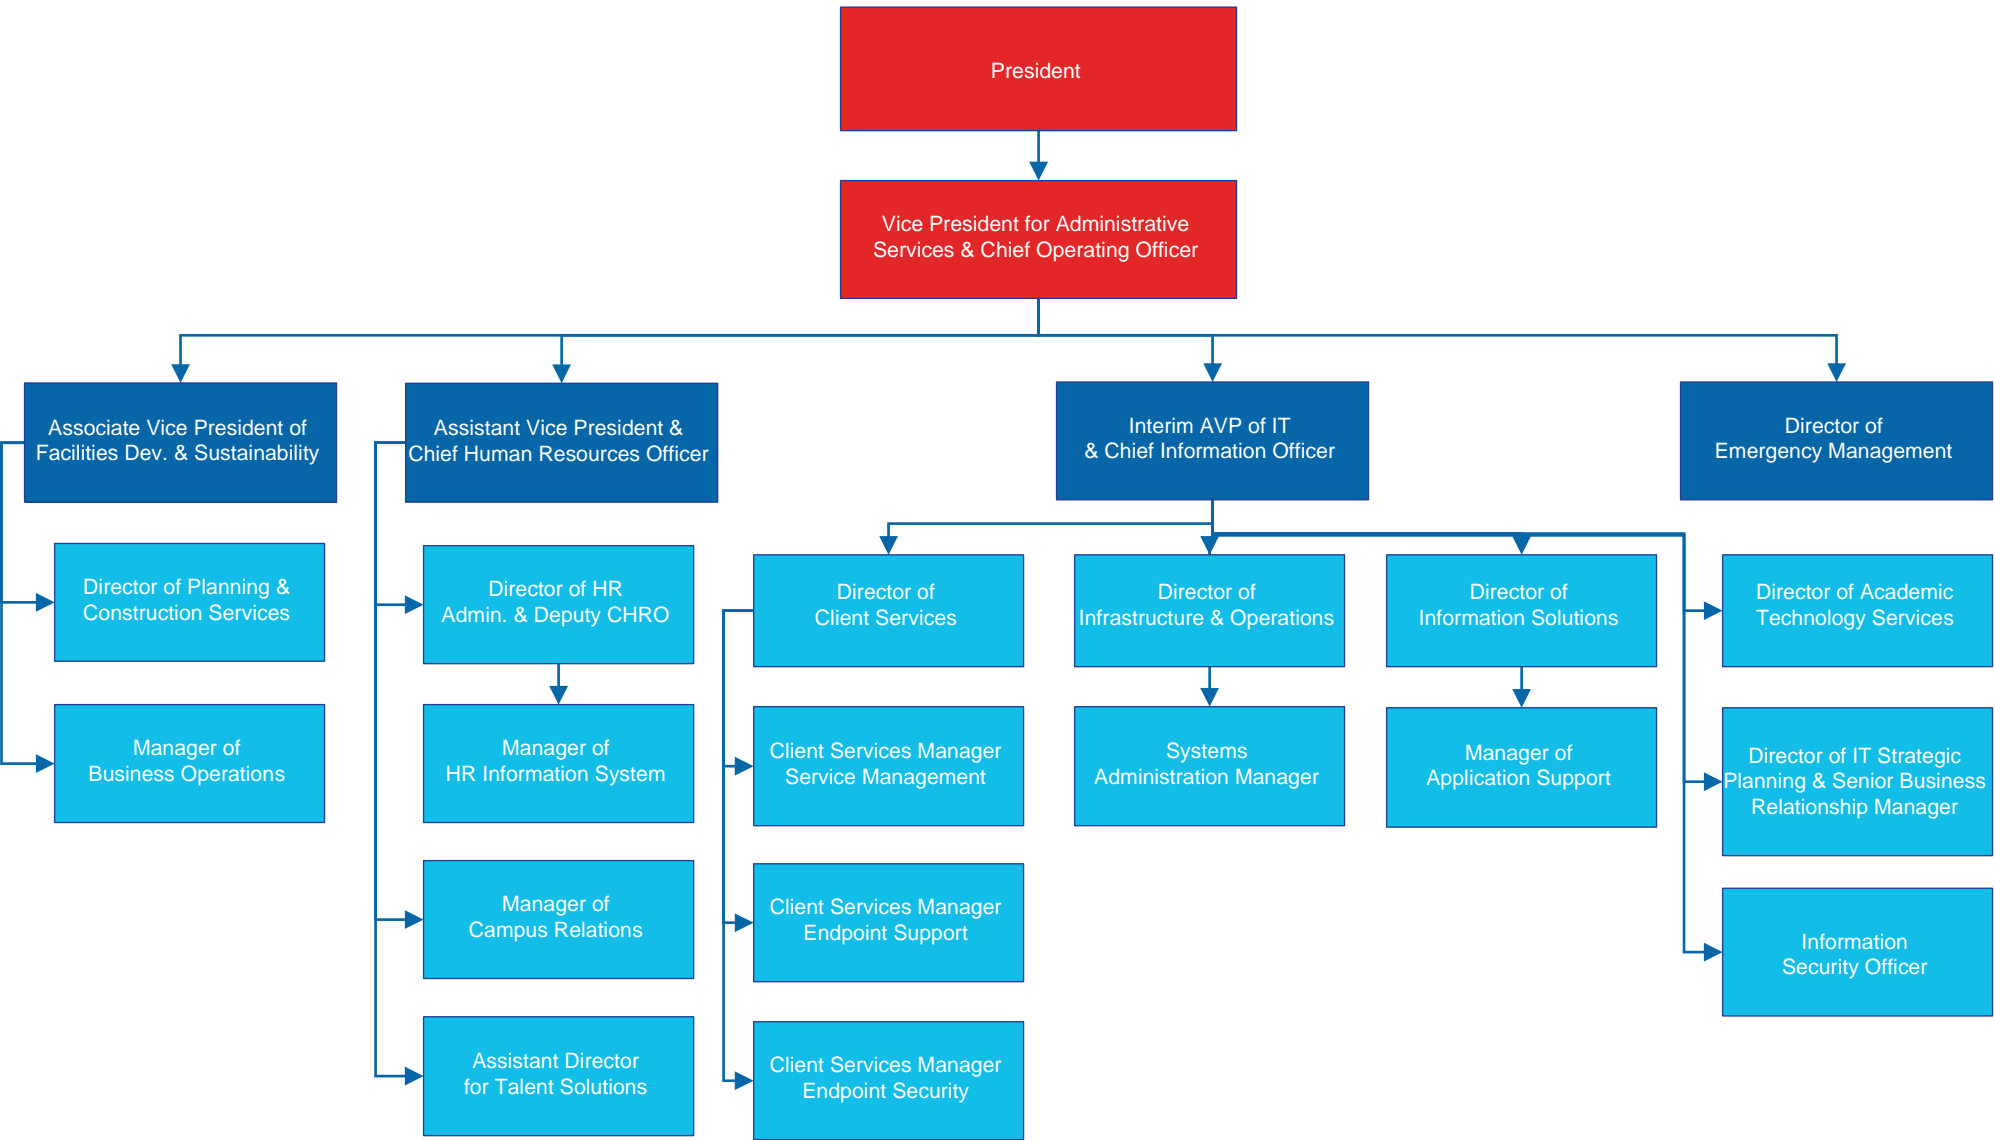 President
Vice President for Administrative
Services & Chief Operating Officer
Associate Vice President of
Facilities Dev. & Sustainability
Assistant Vice President &
Chief Human Resources Officer
Interim AVP of IT
& Chief Information Officer
Director of
Emergency Management
Director of Planning &
Construction Services
Manager of
Business Operations
Director of HR
Admin. & Deputy CHRO
Manager of
HR Information System
Manager of
Campus Relations
Assistant Director
for Talent Solutions
Director of
Client Services
Client Services Manager
Service Management
Client Services Manager
Endpoint Support
Client Services Manager
Endpoint Security
Director of
Infrastructure & Operations
Systems
Administration Manager
Director of
Information Solutions
Manager of
Application Support
Director of Academic
Technology Services
Director of IT Strategic
Planning & Senior Business
Relationship Manager
Information
Security Officer